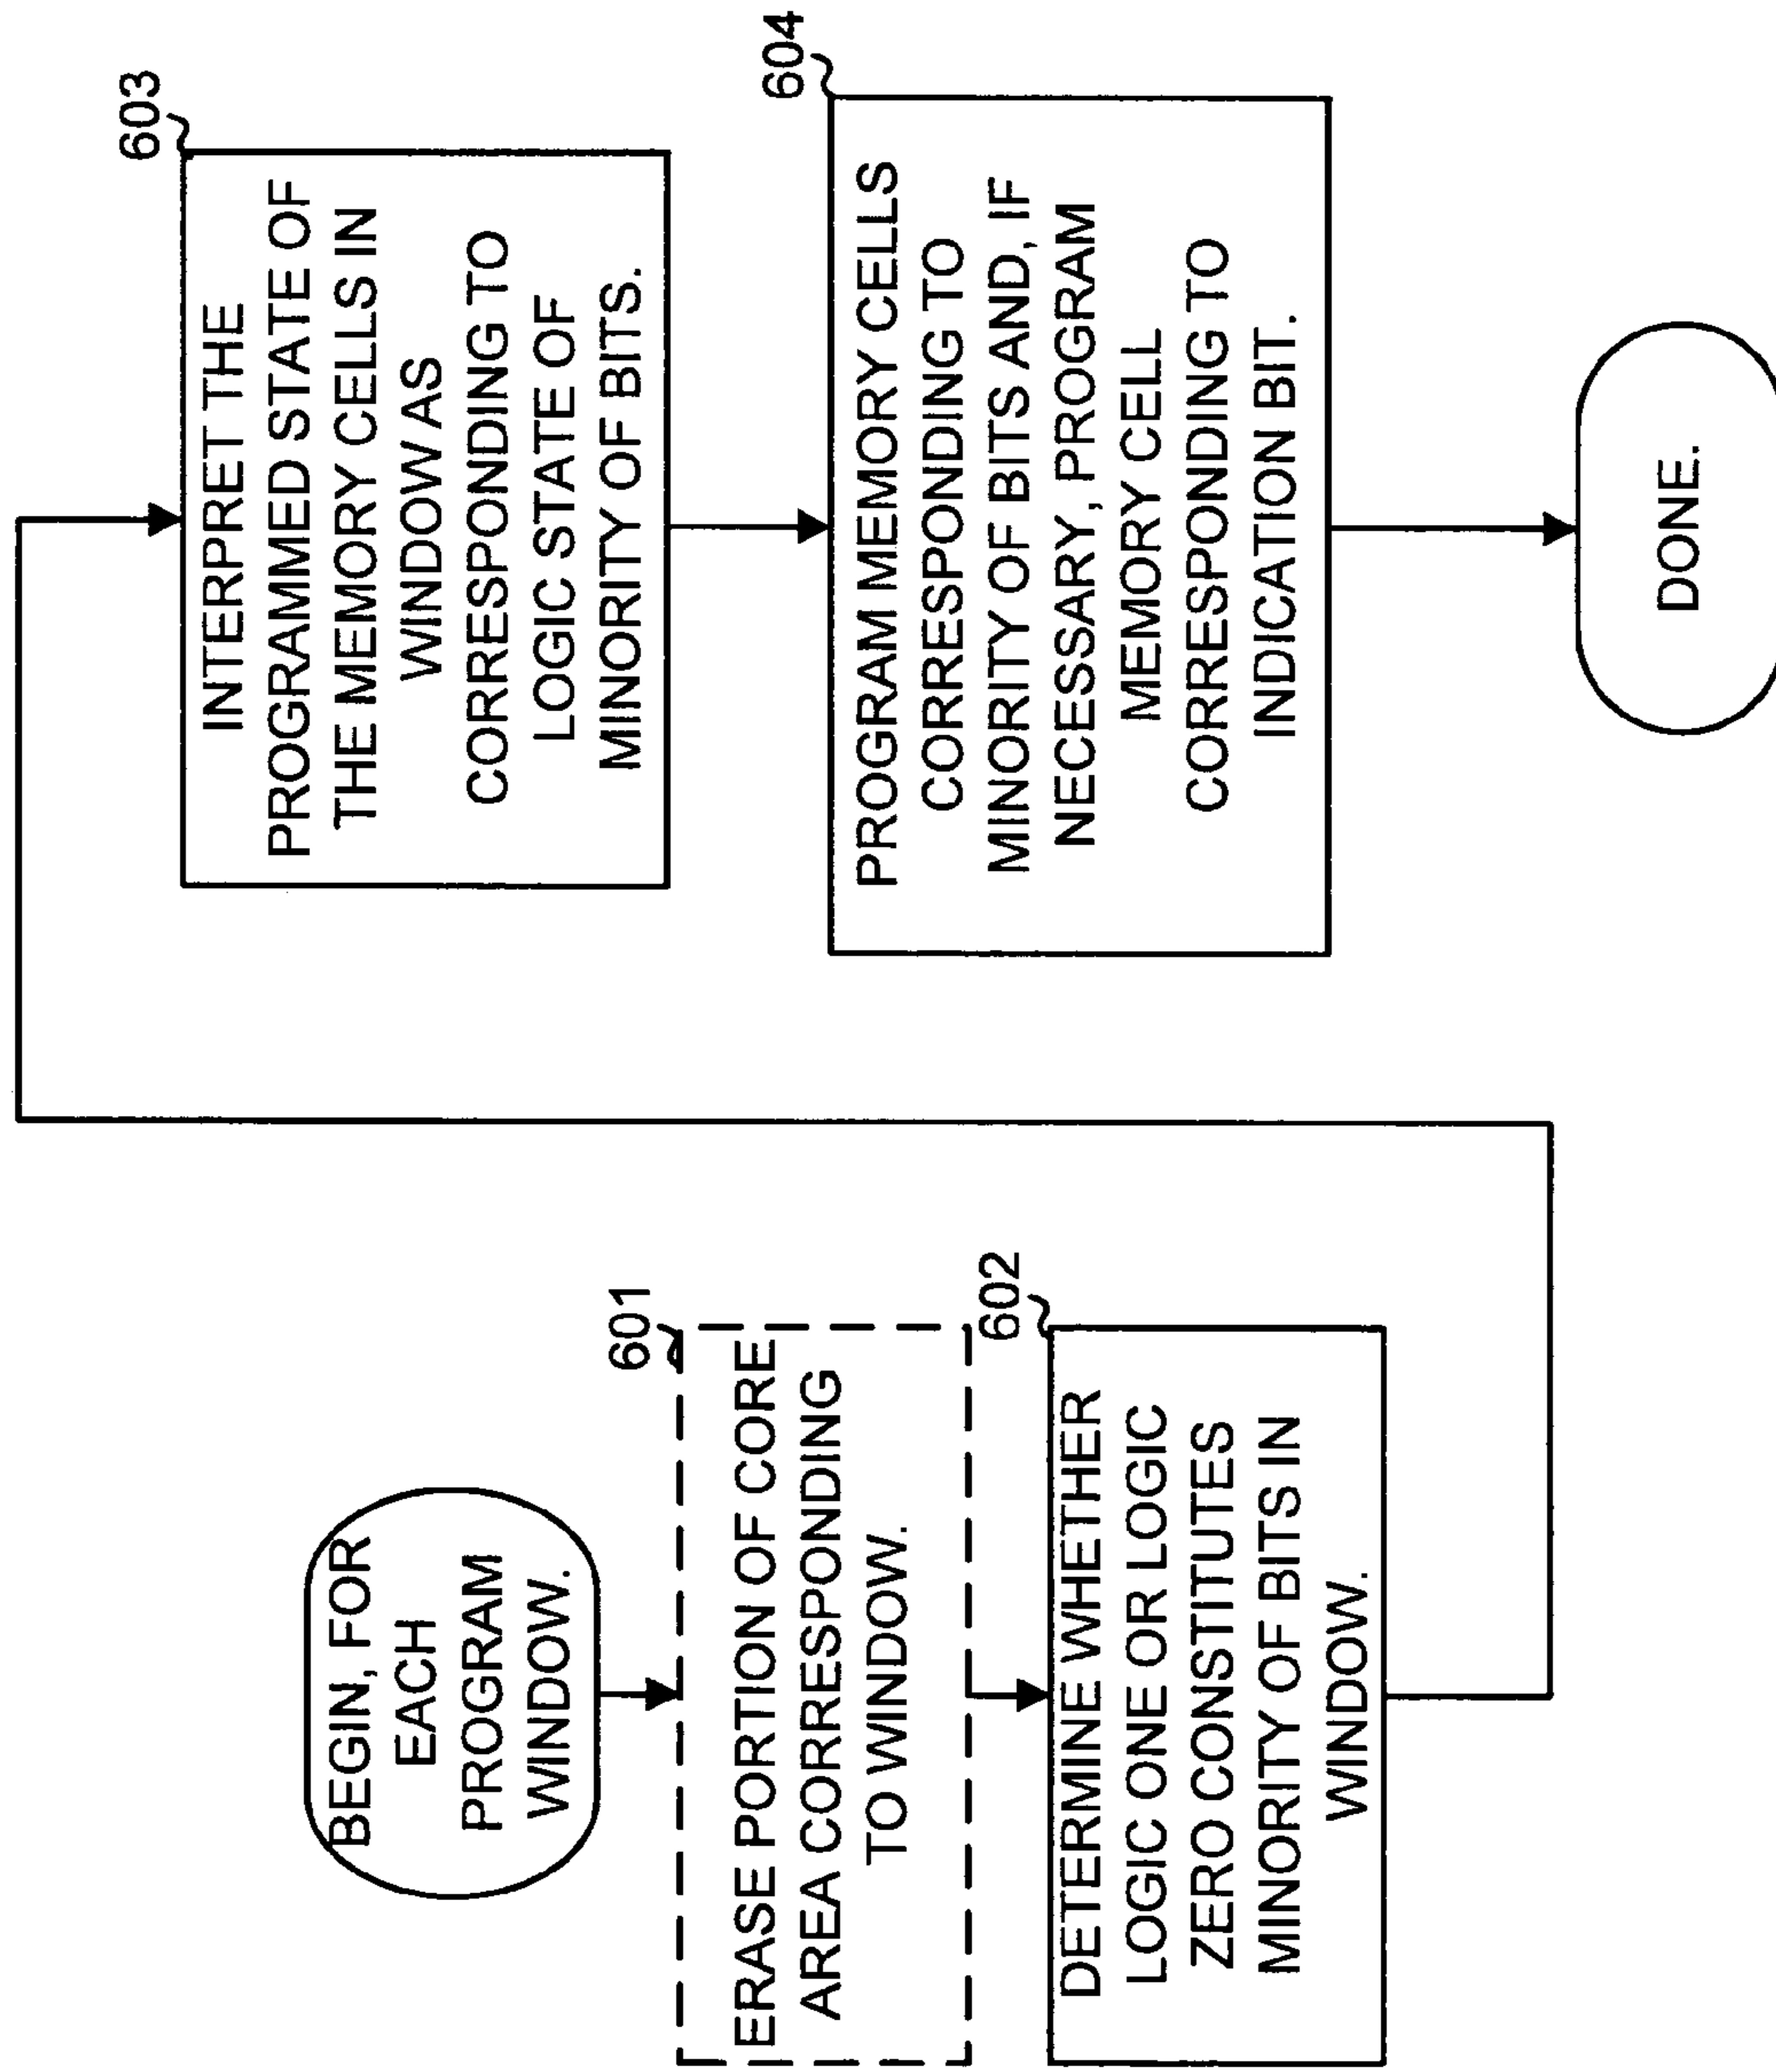 BEGIN, FOR
EACH
PROGRAM
WINDOW.
601
ERASE PORTION OF CORE
AREA CORRESPONDING
TO WINDOW.
602
DETERMINE WHETHER
LOGIC ONE OR LOGIC
ZERO CONSTITUTES
MINORITY OF BITS IN
WINDOW.
603
INTERPRET THE
PROGRAMMED STATE OF
THE MEMORY CELLS IN
WINDOW AS
CORRESPONDING TO
LOGIC STATE OF
MINORITY OF BITS.
604
PROGRAM MEMORY CELLS
CORRESPONDING TO
MINORITY OF BITS AND, IF
NECESSARY, PROGRAM
MEMORY CELL
CORRESPONDING TO
INDICATION BIT.
DONE.